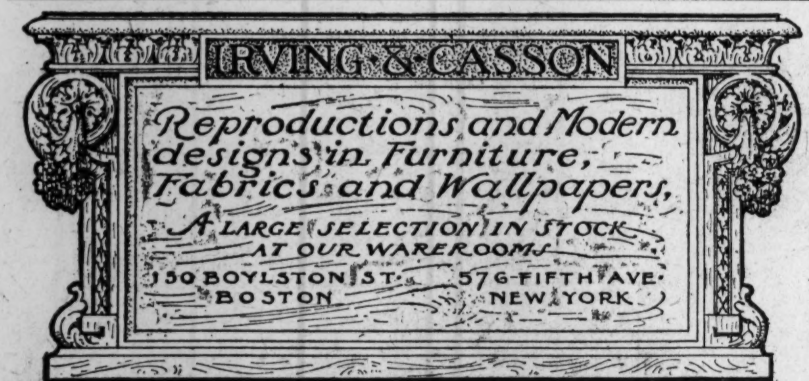 IRVING·&·CASSON
Reproductions and Modern
designs in Furniture,
Fabrics and Wallpapers.
A LARGE SELECTION IN STOCK
AT OUR WAREROOMS
150 BOYLSTON ST. 576-FIFTH AVE.
BOSTON NEW YORK